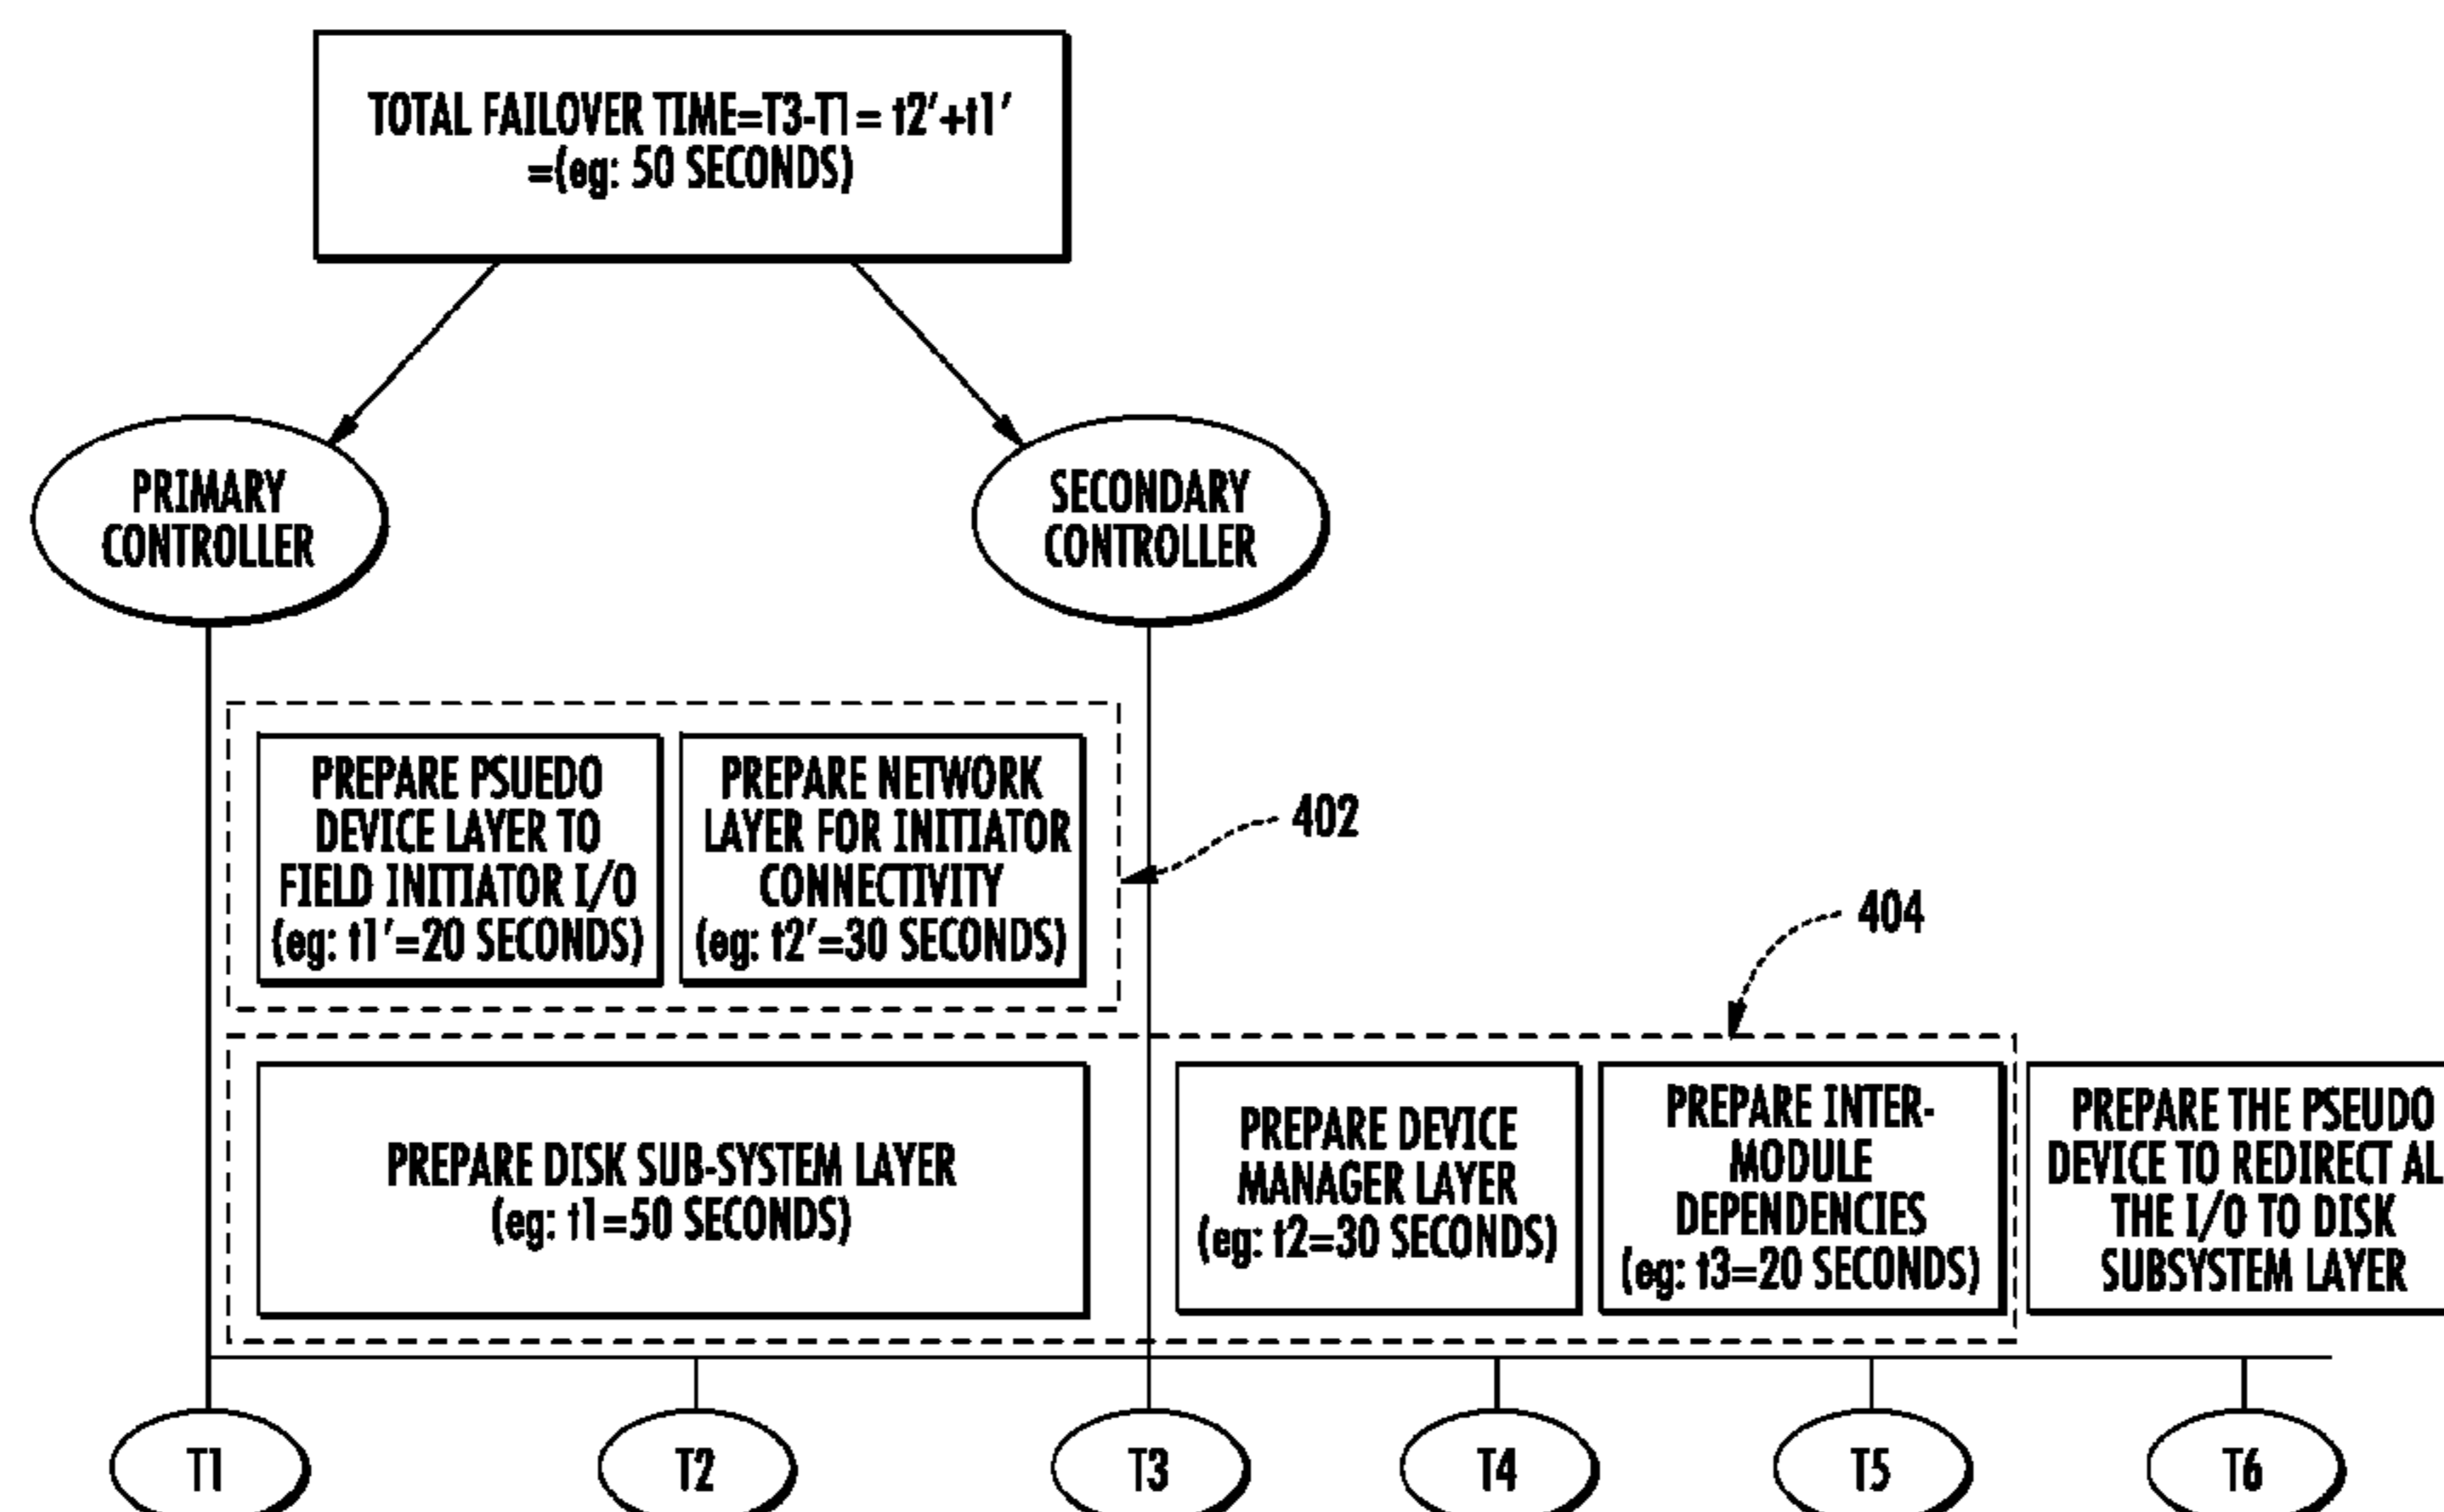 TOTAL FAILOVER TIME=T3-T1= t2'+t1'
=(eg: 50 SECONDS)
PRIMARY
CONTROLLER
SECONDARY
CONTROLLER
PREPARE PSUEDO
DEVICE LAYER TO
FIELD INITIATOR I/O
(eg: t1'=20 SECONDS)
PREPARE NETWORK
LAYER FOR INITIATOR
CONNECTIVITY
(eg: t2'=30 SECONDS)
402
404
PREPARE DISK SUB-SYSTEM LAYER
(eg: t1=50 SECONDS)
PREPARE DEVICE
MANAGER LAYER
(eg: t2=30 SECONDS)
PREPARE INTER-
MODULE
DEPENDENCIES
(eg: t3=20 SECONDS)
PREPARE THE PSEUDO
DEVICE TO REDIRECT AL
THE I/O TO DISK
SUBSYSTEM LAYER
T1
T2
T3
T4
T5
T6